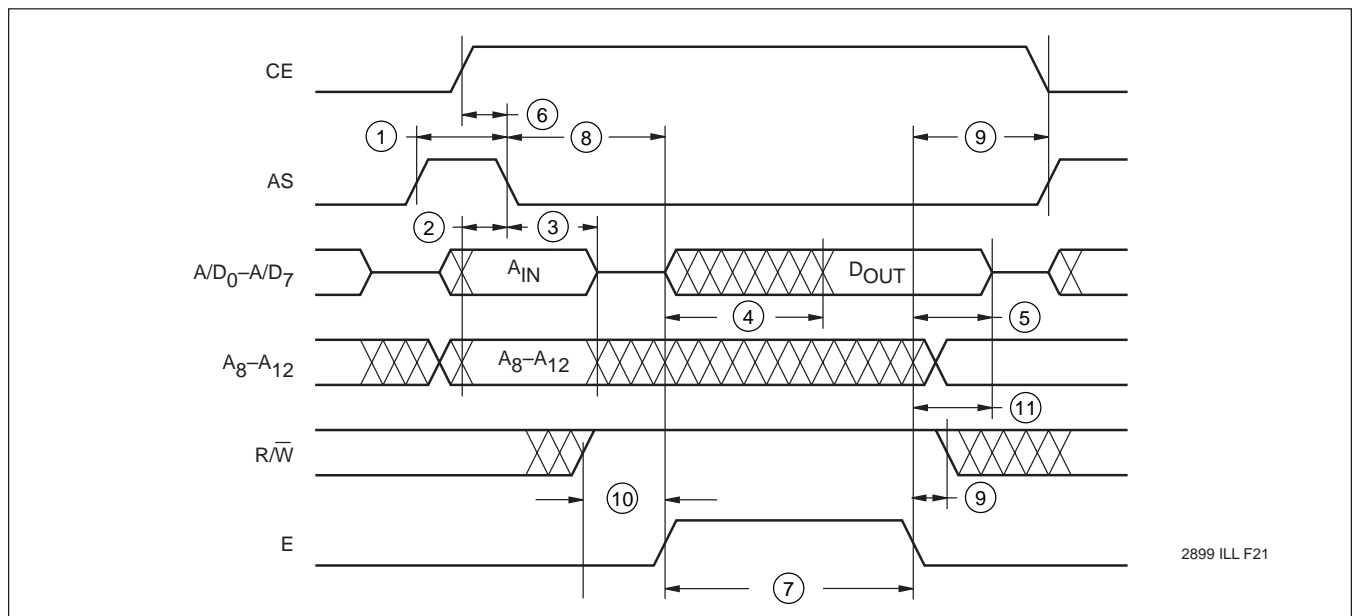 CE
6
1
8
9
AS
2
3
A/D0–A/D7
AIN
DOUT
4
5
A8–A12
A8–A12
11
R/W̅
10
9
E
2899 ILL F21
7